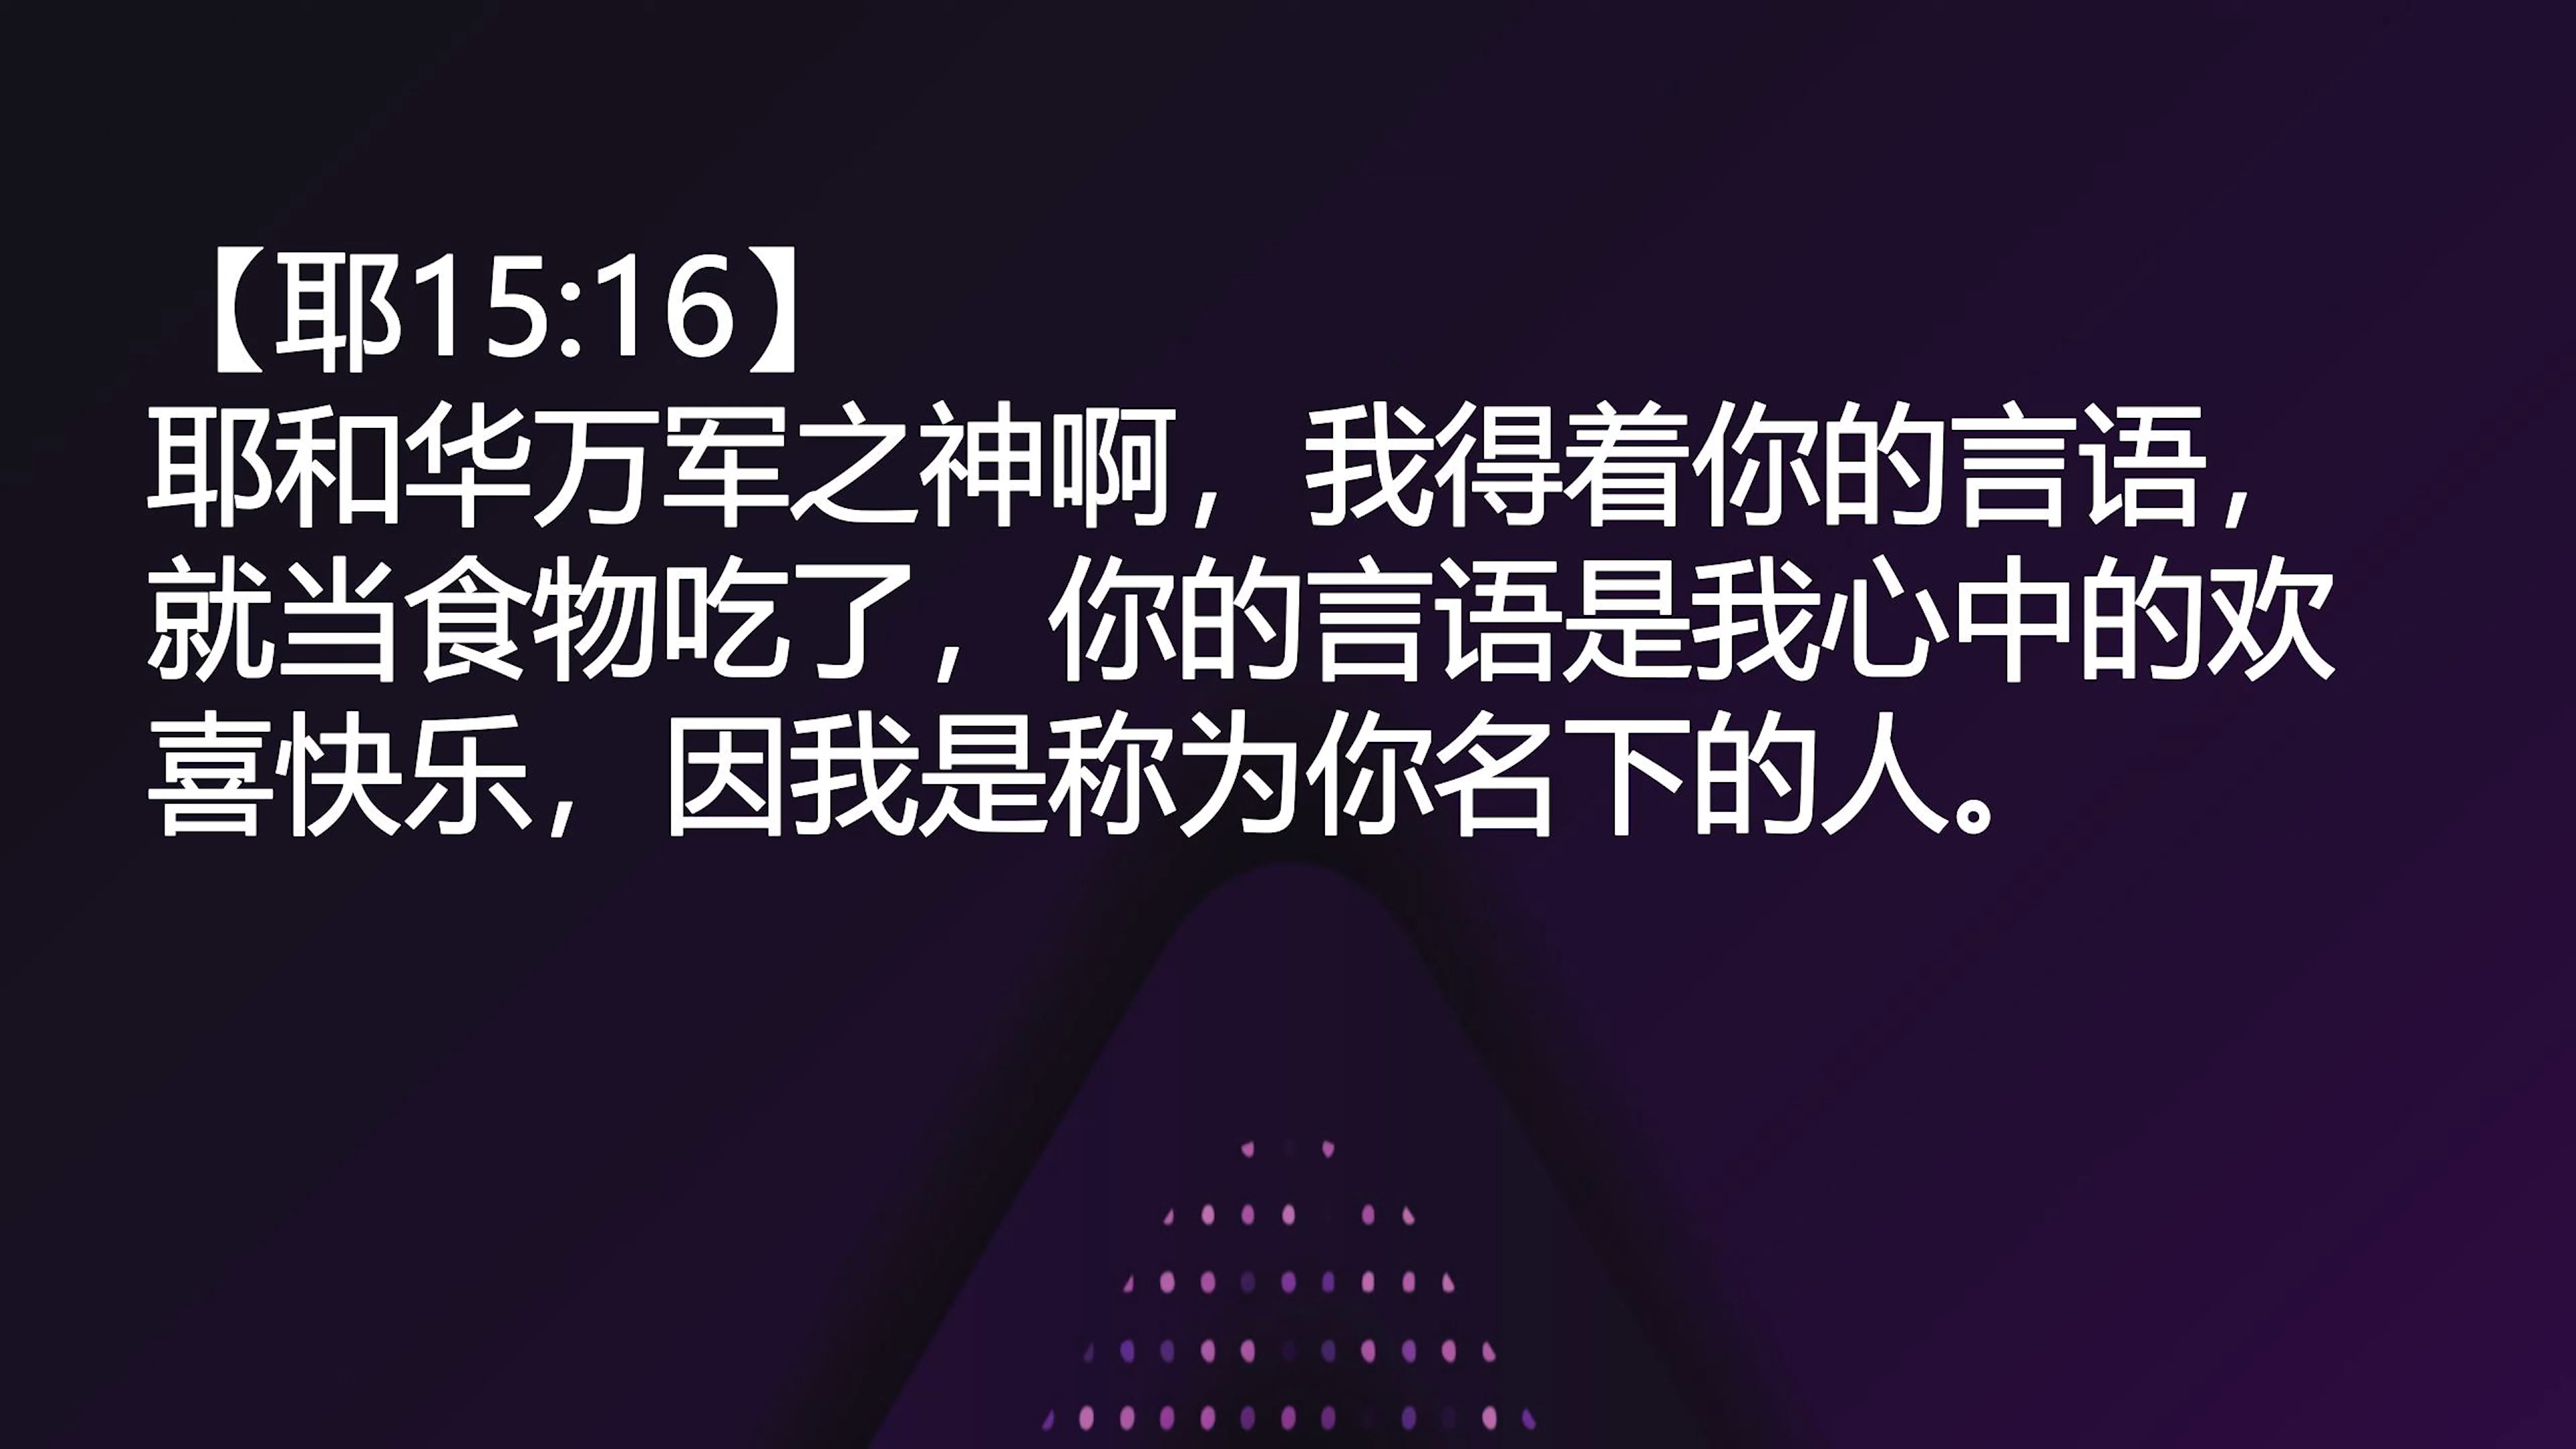 【耶15:16】
耶和华万军之神啊，我得着你的言语，
就当食物吃了，你的言语是我心中的欢
喜快乐，因我是称为你名下的人。